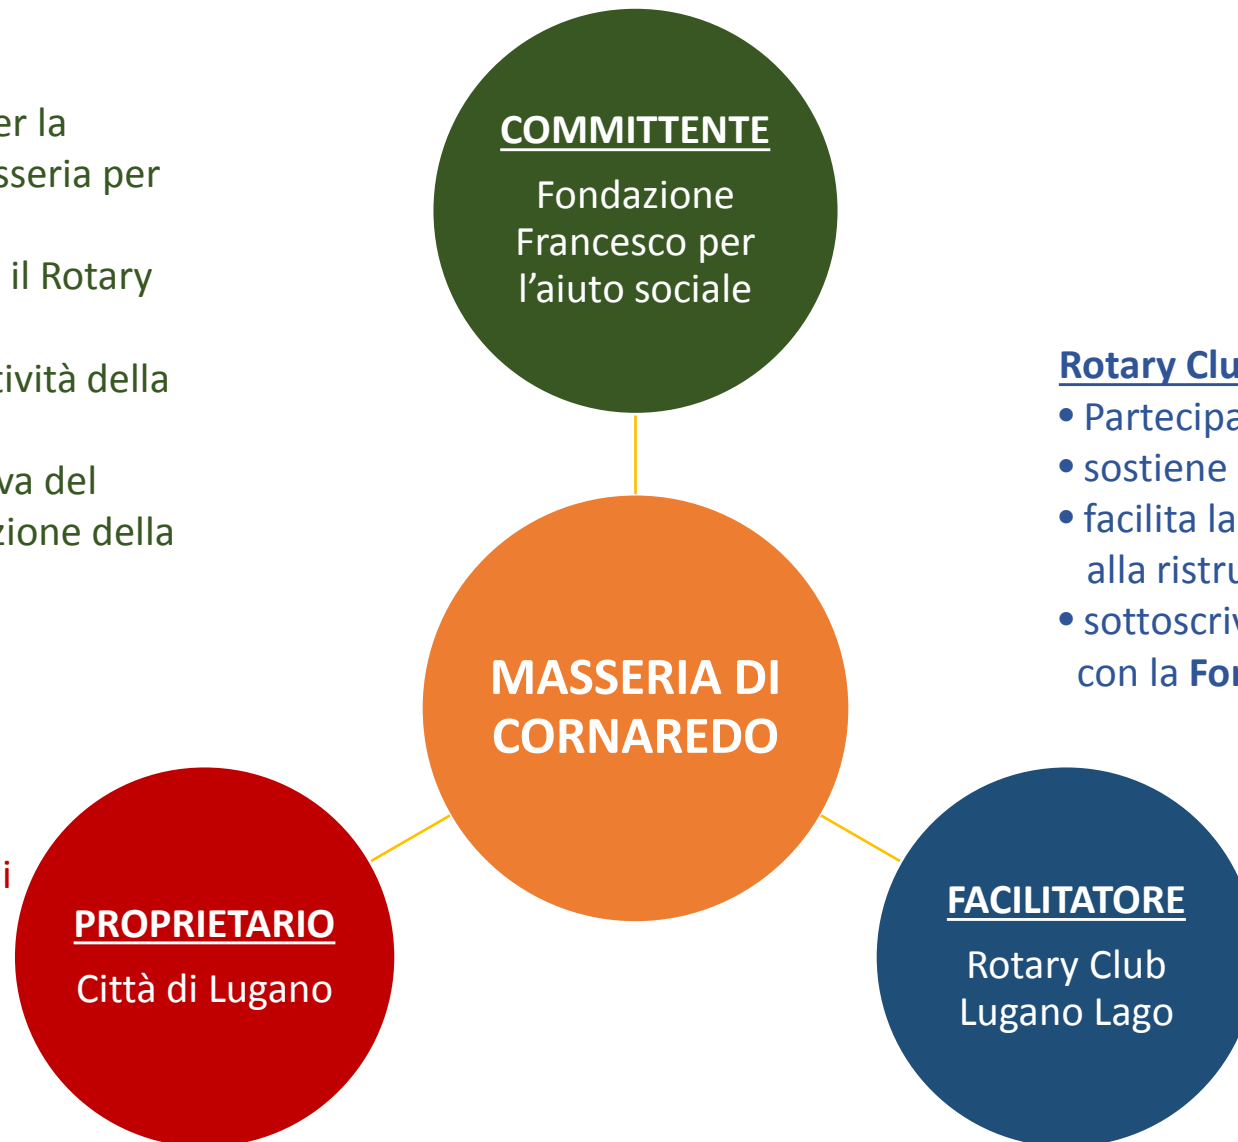 er la
sseria per
il Rotary
tività della
va del
zione della
COMMITTENTE
Fondazione
Francesco per
l’aiuto sociale
Rotary Clu
• Partecipa
• sostiene
• facilita la
alla ristru
• sottoscriv
con la For
MASSERIA DI
CORNAREDO
i
PROPRIETARIO
Città di Lugano
FACILITATORE
Rotary Club
Lugano Lago